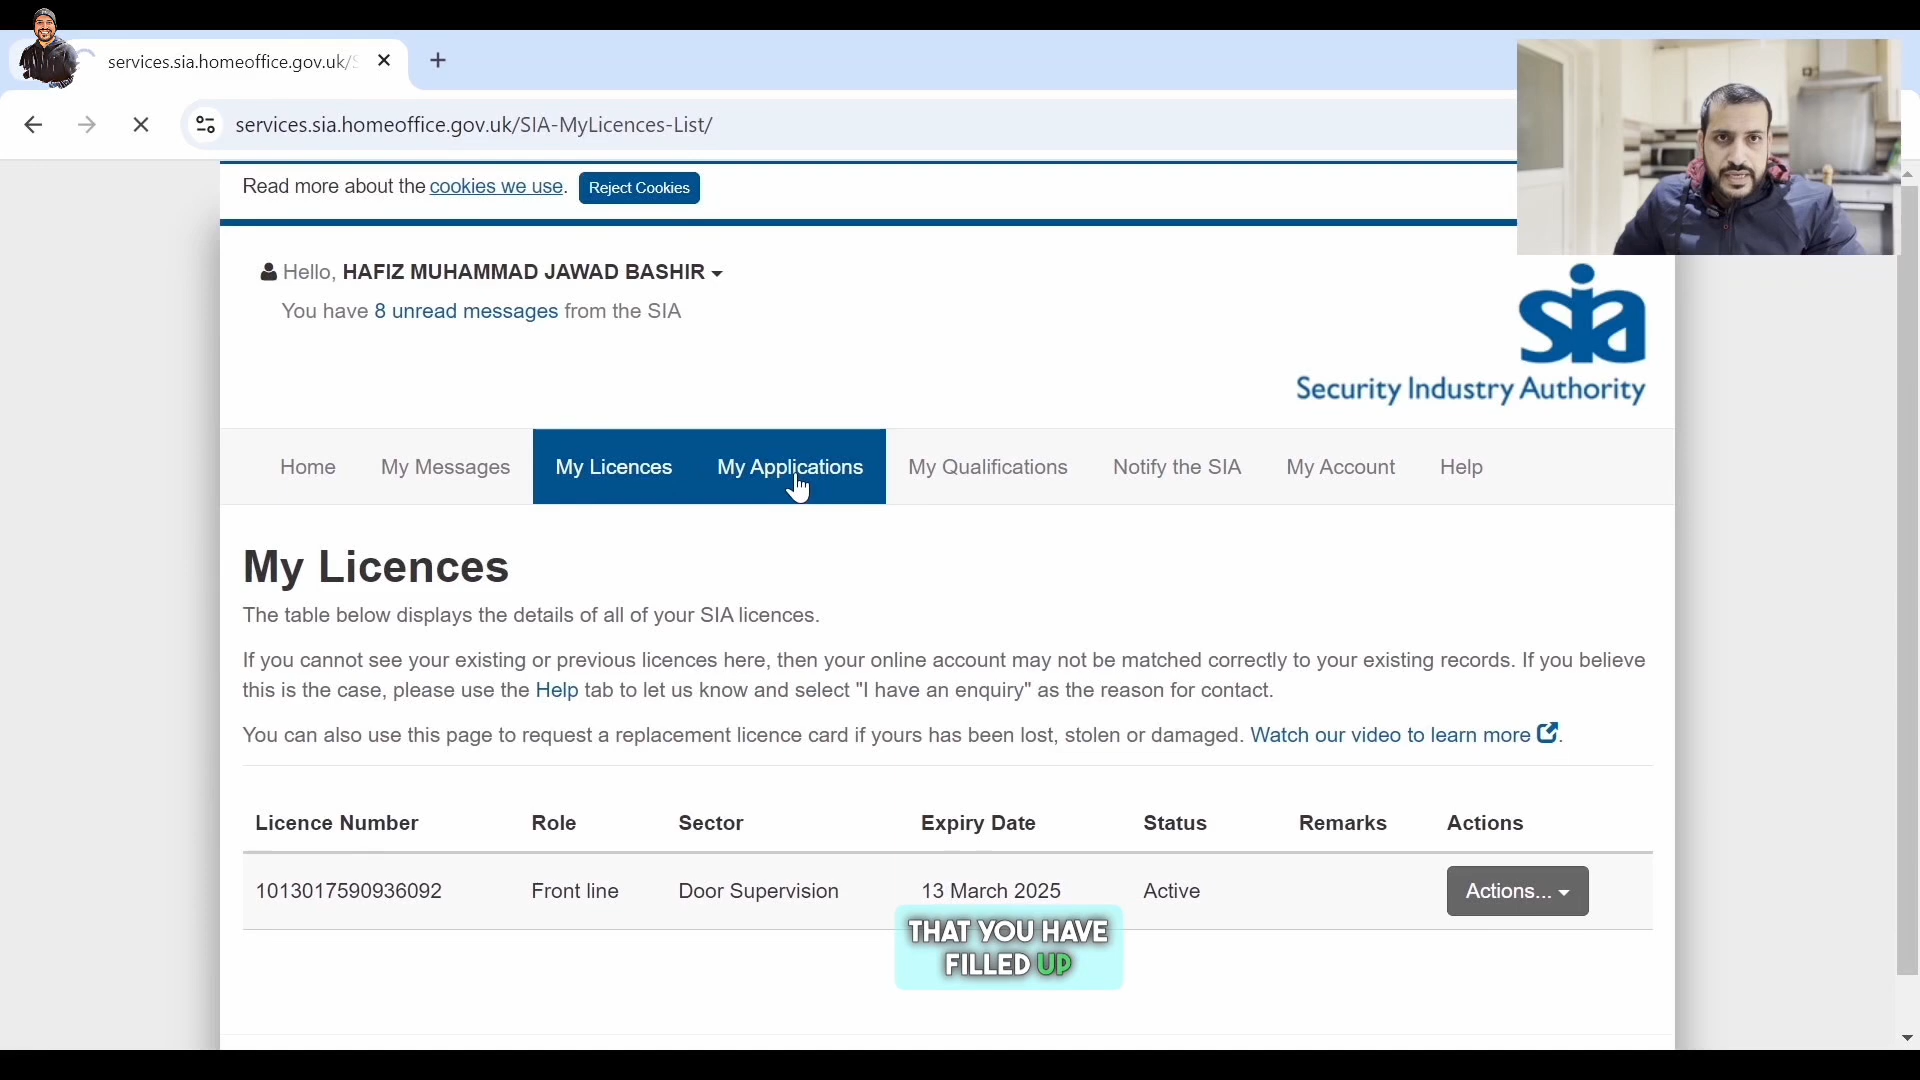 services.sia.homeoffice.gov.uk/S
services.sia.homeoffice.gov.uk/SIA-MyLicences-List/
Read more about the cookies we use. Reject Cookies
Hello, HAFIZ MUHAMMAD JAWAD BASHIR
You have 8 unread messages from the SIA
sia
Security Industry Authority
Home My Messages My Licences My Applications My Qualifications Notify the SIA My Account Help
My Licences
The table below displays the details of all of your SIA licences.
If you cannot see your existing or previous licences here, then your online account may not be matched correctly to your existing records. If you believe
this is the case, please use the Help tab to let us know and select "I have an enquiry" as the reason for contact.
You can also use this page to request a replacement licence card if yours has been lost, stolen or damaged. Watch our video to learn more.
Licence Number Role Sector Expiry Date Status Remarks Actions
1013017590936092 Front line Door Supervision 13 March 2025 Active Actions...
THAT YOU HAVE
FILLED UP